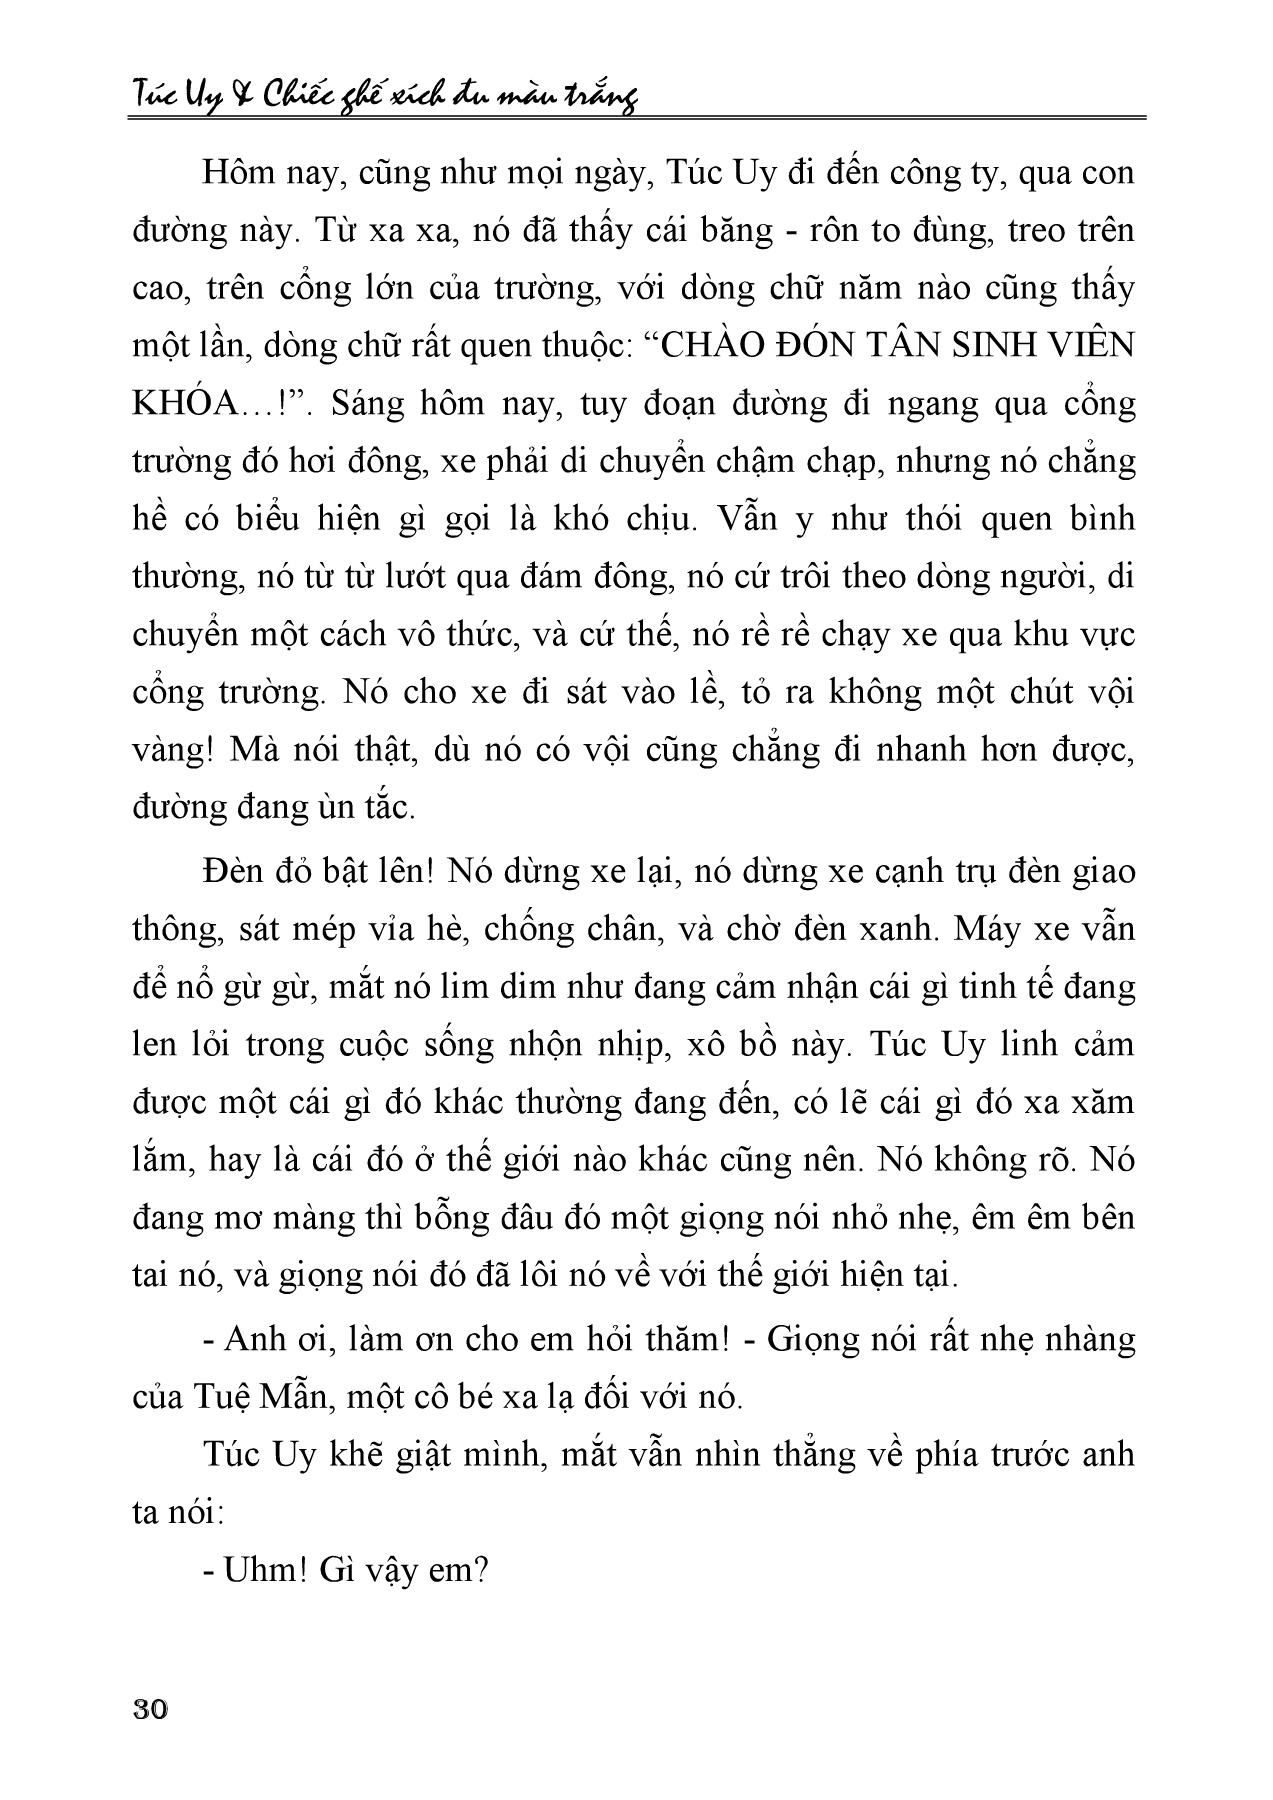 Túc Uy & Chiếc ghế xích đu màu trắng
Hôm nay, cũng như mọi ngày, Túc Uy đi đến công ty, qua con
đường này. Từ xa xa, nó đã thấy cái băng - rôn to đùng, treo trên
cao, trên cổng lớn của trường, với dòng chữ năm nào cũng thấy
một lần, dòng chữ rất quen thuộc: “CHÀO ĐÓN TÂN SINH VIÊN
KHÓA…!”. Sáng hôm nay, tuy đoạn đường đi ngang qua cổng
trường đó hơi đông, xe phải di chuyển chậm chạp, nhưng nó chẳng
hề có biểu hiện gì gọi là khó chịu. Vẫn y như thói quen bình
thường, nó từ từ lướt qua đám đông, nó cứ trôi theo dòng người, di
chuyển một cách vô thức, và cứ thế, nó rề rề chạy xe qua khu vực
cổng trường. Nó cho xe đi sát vào lề, tỏ ra không một chút vội
vàng! Mà nói thật, dù nó có vội cũng chẳng đi nhanh hơn được,
đường đang ùn tắc.
Đèn đỏ bật lên! Nó dừng xe lại, nó dừng xe cạnh trụ đèn giao
thông, sát mép vỉa hè, chống chân, và chờ đèn xanh. Máy xe vẫn
để nổ gừ gừ, mắt nó lim dim như đang cảm nhận cái gì tinh tế đang
len lỏi trong cuộc sống nhộn nhịp, xô bồ này. Túc Uy linh cảm
được một cái gì đó khác thường đang đến, có lẽ cái gì đó xa xăm
lắm, hay là cái đó ở thế giới nào khác cũng nên. Nó không rõ. Nó
đang mơ màng thì bỗng đâu đó một giọng nói nhỏ nhẹ, êm êm bên
tai nó, và giọng nói đó đã lôi nó về với thế giới hiện tại.
- Anh ơi, làm ơn cho em hỏi thăm! - Giọng nói rất nhẹ nhàng
của Tuệ Mẫn, một cô bé xa lạ đối với nó.
Túc Uy khẽ giật mình, mắt vẫn nhìn thẳng về phía trước anh
ta nói:
- Uhm! Gì vậy em?
30